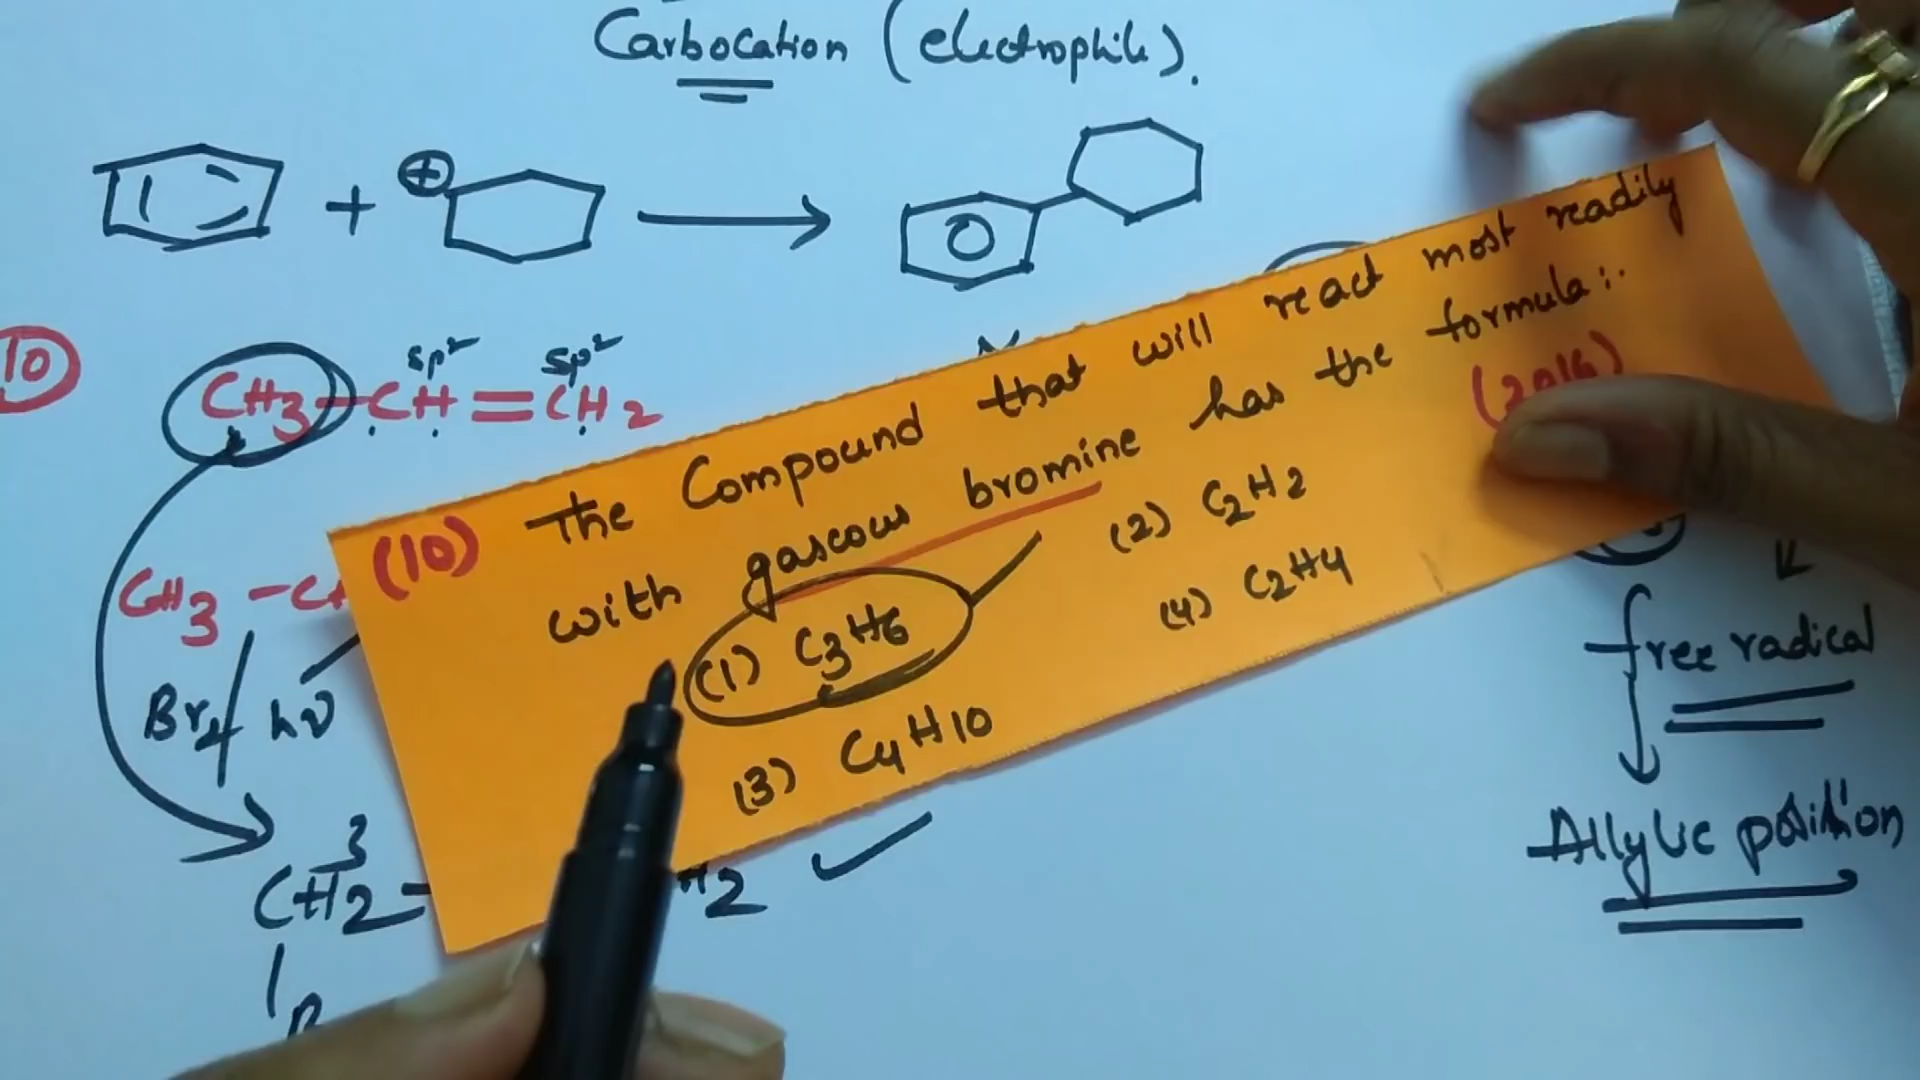 Carbocation (electrophile).
+ ⊕
10
sp² sp²
CH3-CH=CH2
(10) The Compound that will react most readily
with gaseous bromine has the formula:.
(2016)
(1) C3H6 (2) C2H2
(3) C4H10 (4) C2H4
CH3-
Br2/hν
3
CH2-
H2
free radical
Allylic position